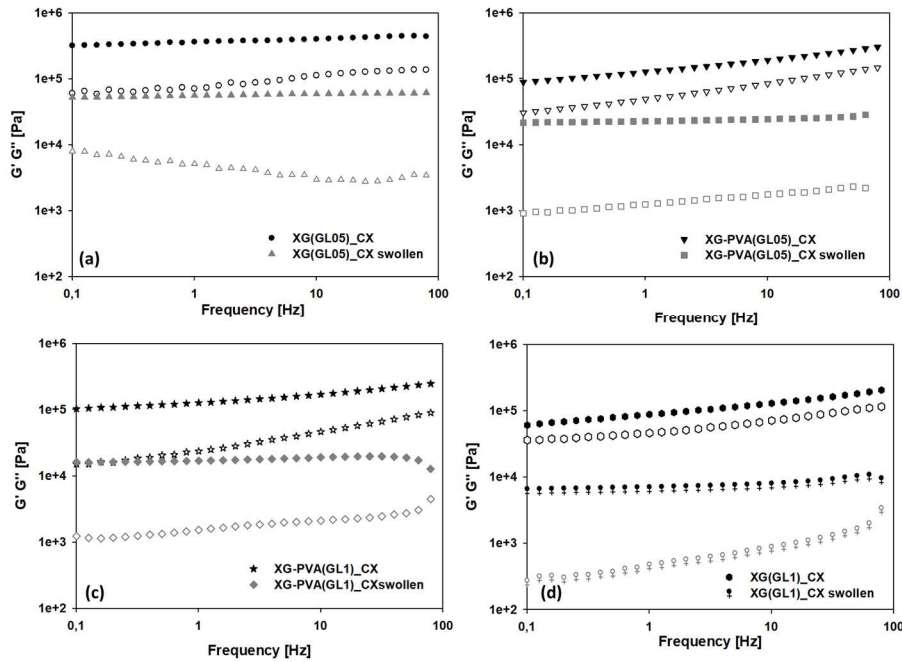 1e+6
1e+5
1e+4
1e+3
1e+2
G' G" [Pa]
XG(GL05)_CX
XG(GL05)_CX swollen
(a)
0,1 1 10 100
Frequency [Hz]
1e+6
1e+5
1e+4
1e+3
1e+2
G' G" [Pa]
XG-PVA(GL05)_CX
XG-PVA(GL05)_CX swollen
(b)
0,1 1 10 100
Frequency [Hz]
1e+6
1e+5
1e+4
1e+3
1e+2
G' G" [Pa]
XG-PVA(GL1)_CX
XG-PVA(GL1)_CXswollen
(c)
0,1 1 10 100
Frequency [Hz]
1e+6
1e+5
1e+4
1e+3
1e+2
G' G" [Pa]
XG(GL1)_CX
XG(GL1)_CX swollen
(d)
0,1 1 10 100
Frequency [Hz]